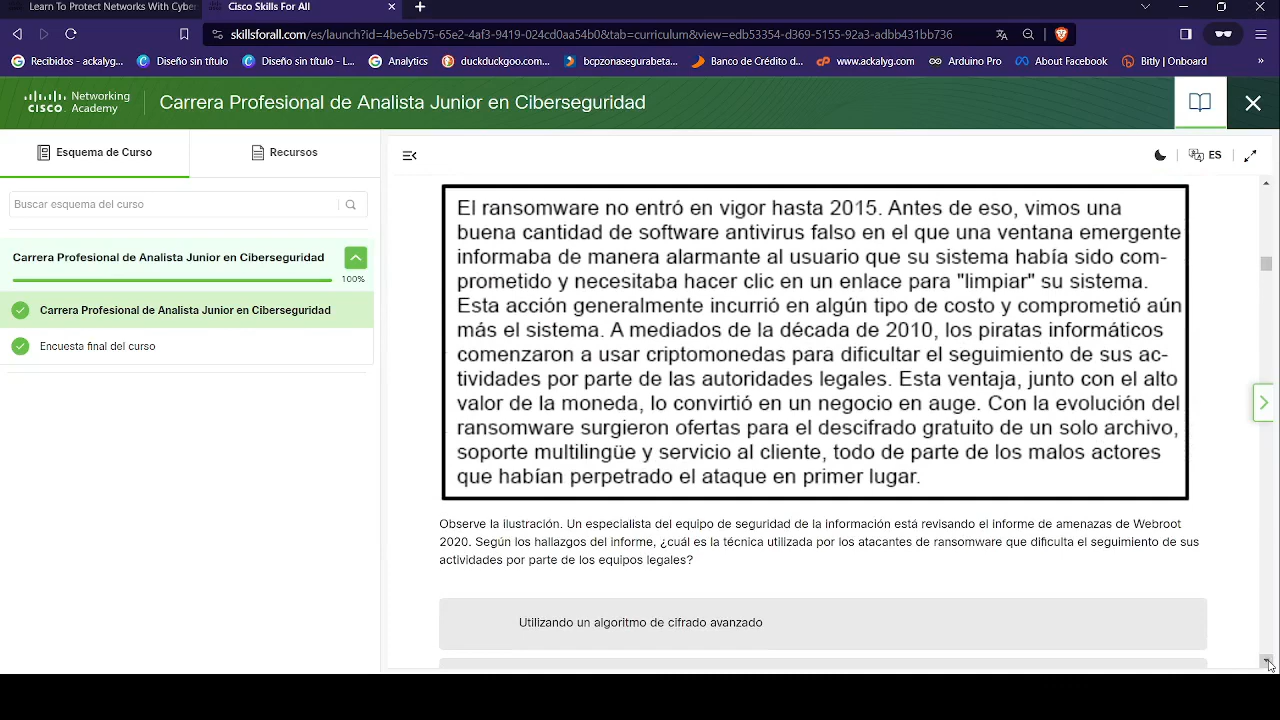 Learn To Protect Networks With Cyber
Cisco Skills For All
skillsforall.com/es/launch?id=4be5eb75-65e2-4af3-9419-024cd0aa54b0&tab=curriculum&view=edb53354-d369-5155-92a3-adbb431bb736
Recibidos - ackalyg... Diseño sin título Diseño sin título - L... Analytics duckduckgoo.com... bcpzonasegurabeta... Banco de Crédito d... www.ackalyg.com Arduino Pro About Facebook Bitly | Onboard »
Networking
CISCO Academy
Carrera Profesional de Analista Junior en Ciberseguridad
Esquema de Curso
Recursos
ES
Buscar esquema del curso
Carrera Profesional de Analista Junior en Ciberseguridad
100%
Carrera Profesional de Analista Junior en Ciberseguridad
Encuesta final del curso
El ransomware no entró en vigor hasta 2015. Antes de eso, vimos una
buena cantidad de software antivirus falso en el que una ventana emergente
informaba de manera alarmante al usuario que su sistema había sido com-
prometido y necesitaba hacer clic en un enlace para "limpiar" su sistema.
Esta acción generalmente incurrió en algún tipo de costo y comprometió aún
más el sistema. A mediados de la década de 2010, los piratas informáticos
comenzaron a usar criptomonedas para dificultar el seguimiento de sus ac-
tividades por parte de las autoridades legales. Esta ventaja, junto con el alto
valor de la moneda, lo convirtió en un negocio en auge. Con la evolución del
ransomware surgieron ofertas para el descifrado gratuito de un solo archivo,
soporte multilingüe y servicio al cliente, todo de parte de los malos actores
que habían perpetrado el ataque en primer lugar.
Observe la ilustración. Un especialista del equipo de seguridad de la información está revisando el informe de amenazas de Webroot
2020. Según los hallazgos del informe, ¿cuál es la técnica utilizada por los atacantes de ransomware que dificulta el seguimiento de sus
actividades por parte de los equipos legales?
Utilizando un algoritmo de cifrado avanzado